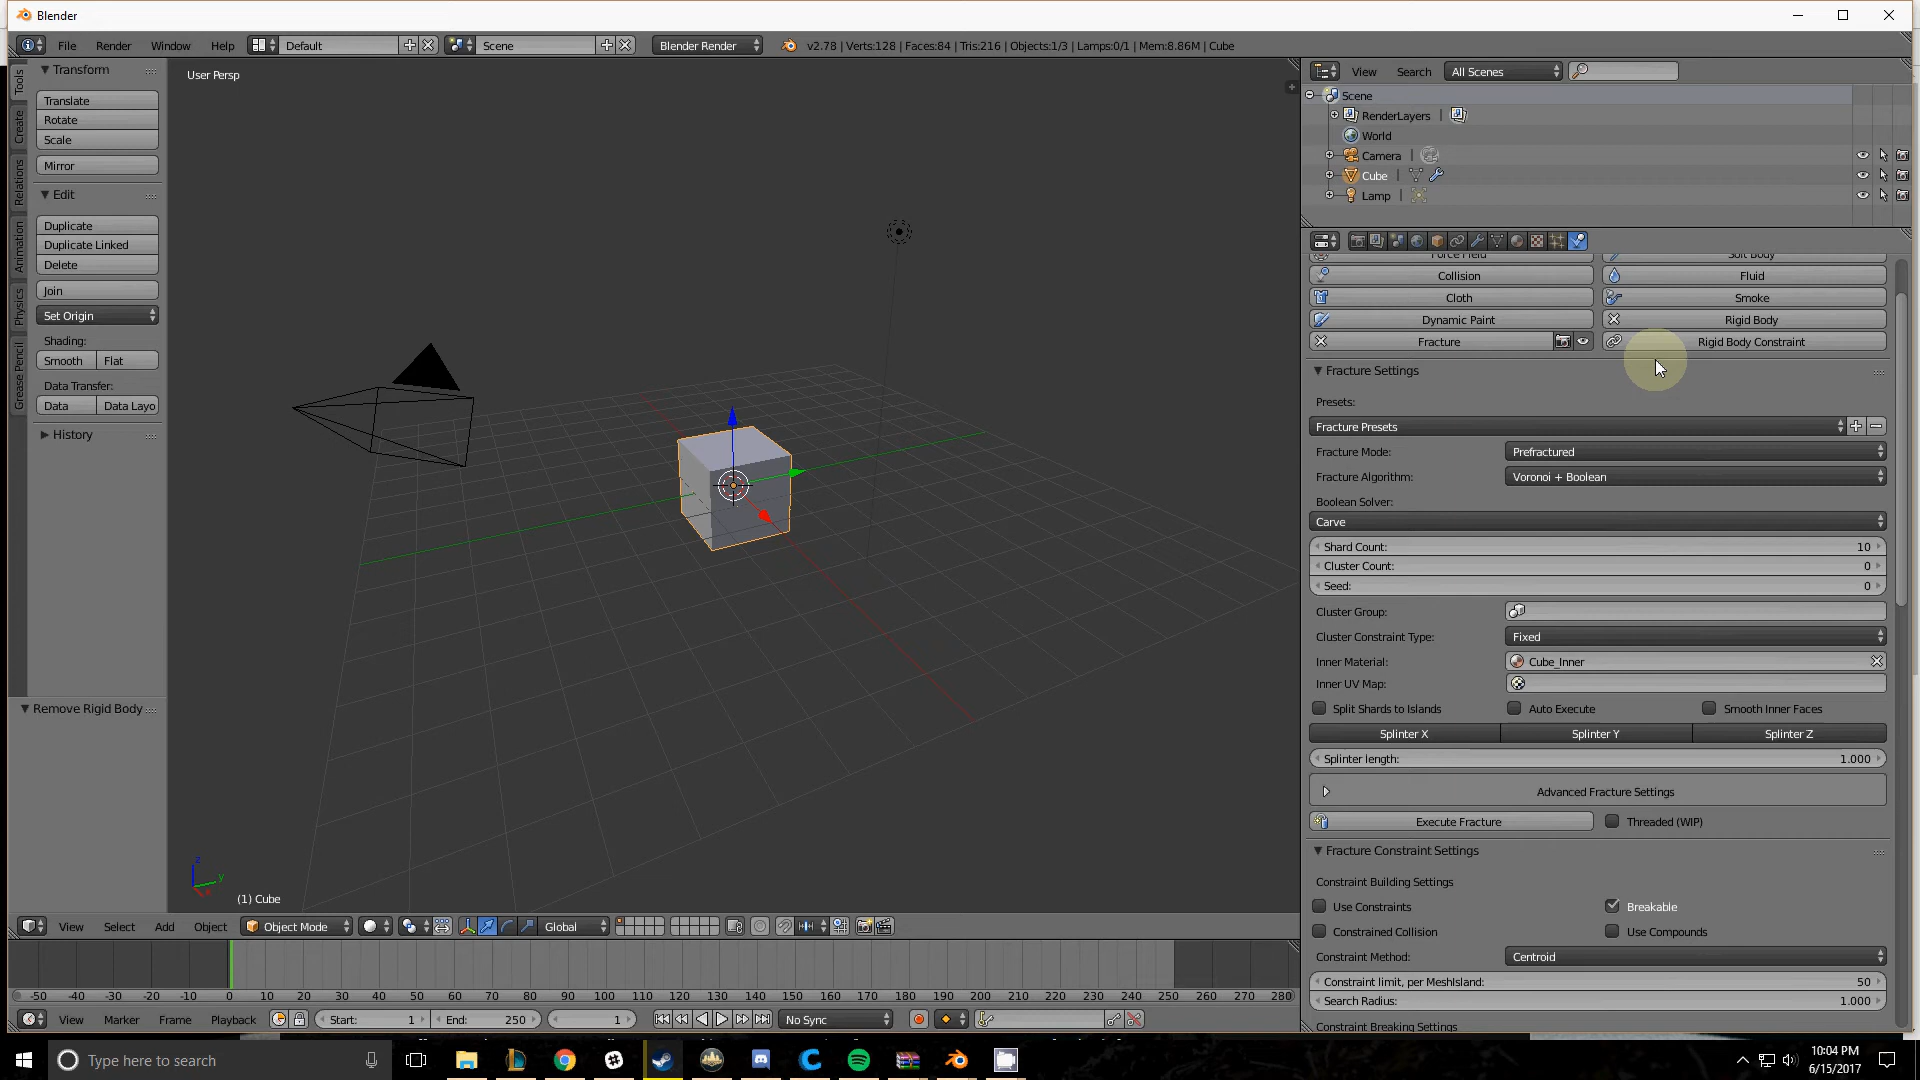 Blender
File Render Window Help Default Scene Blender Render v2.78 | Verts:128 | Faces:84 | Tris:216 | Objects:1/3 | Lamps:0/1 | Mem:8.86M | Cube
Tools
Create
Relations
Animation
Physics
Grease Pencil
Transform
Translate
Rotate
Scale
Mirror
Edit
Duplicate
Duplicate Linked
Delete
Join
Set Origin
Shading:
Smooth Flat
Data Transfer:
Data Data Layo
History
Remove Rigid Body
User Persp
z
y
(1) Cube
View Select Add Object Object Mode Global
-50 -40 -30 -20 -10 0 10 20 30 40 50 60 70 80 90 100 110 120 130 140 150 160 170 180 190 200 210 220 230 240 250 260 270 280
View Marker Frame Playback Start: 1 End: 250 1 No Sync
View Search All Scenes
Scene
RenderLayers
World
Camera
Cube
Lamp
Force Field Soft Body
Collision Fluid
Cloth Smoke
Dynamic Paint Rigid Body
Fracture Rigid Body Constraint
Fracture Settings
Presets:
Fracture Presets
Fracture Mode: Prefractured
Fracture Algorithm: Voronoi + Boolean
Boolean Solver:
Carve
Shard Count: 10
Cluster Count: 0
Seed: 0
Cluster Group:
Cluster Constraint Type: Fixed
Inner Material: Cube_Inner
Inner UV Map:
Split Shards to Islands Auto Execute Smooth Inner Faces
Splinter X Splinter Y Splinter Z
Splinter length: 1.000
Advanced Fracture Settings
Execute Fracture Threaded (WIP)
Fracture Constraint Settings
Constraint Building Settings
Use Constraints Breakable
Constrained Collision Use Compounds
Constraint Method: Centroid
Constraint limit, per MeshIsland: 50
Search Radius: 1.000
Constraint Breaking Settings
Type here to search
10:04 PM
6/15/2017